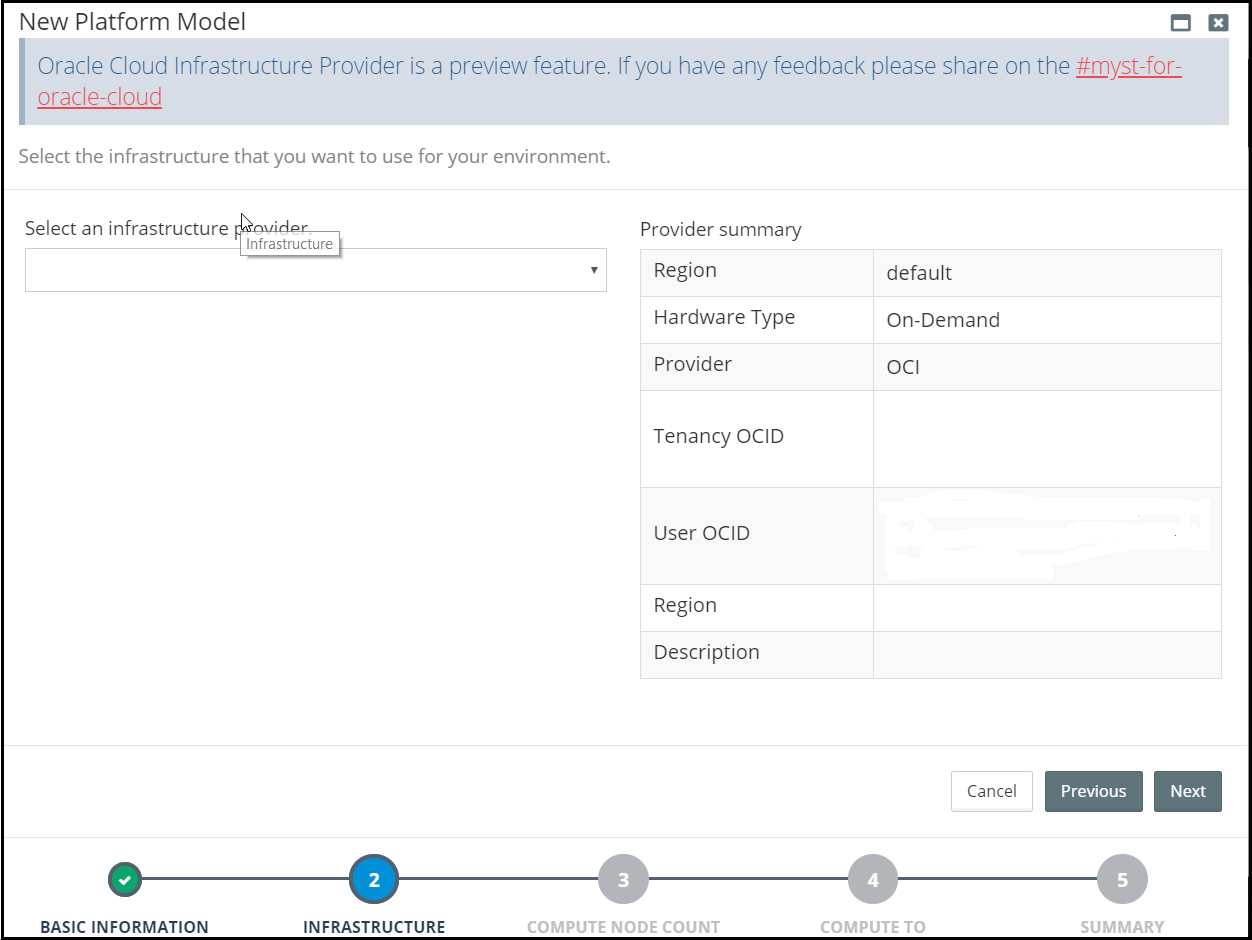 New Platform Model
Oracle Cloud Infrastructure Provider is a preview feature. If you have any feedback please share on the #myst-for-
oracle-cloud
Select the infrastructure that you want to use for your environment.
Select an infrastructure provider.
Infrastructure
Provider summary
Region default
Hardware Type On-Demand
Provider OCI
Tenancy OCID
User OCID
Region
Description
Cancel Previous Next
2 3 4 5
BASIC INFORMATION INFRASTRUCTURE COMPUTE NODE COUNT COMPUTE TO SUMMARY